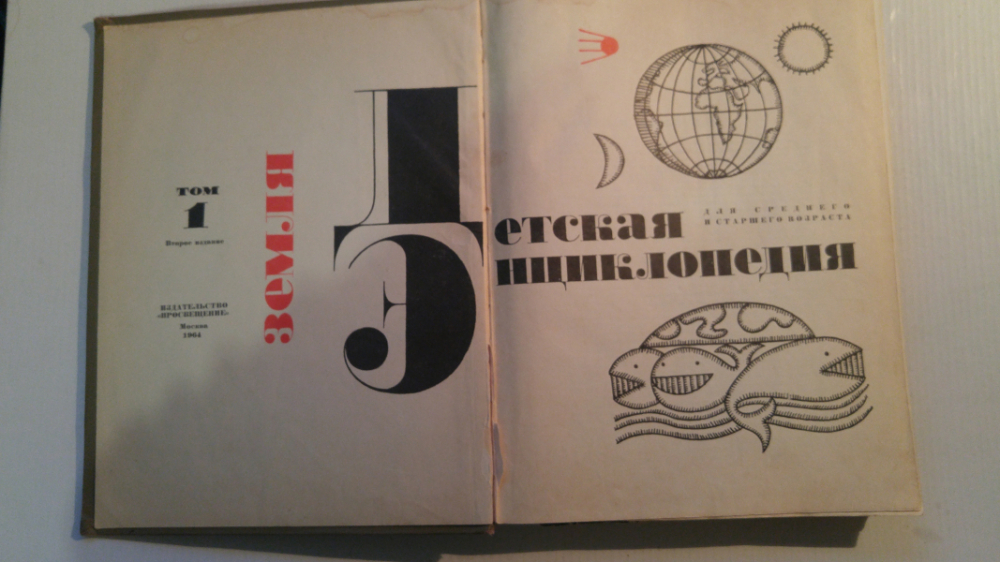 ТОМ
1
Второе издание
ИЗДАТЕЛЬСТВО
«ПРОСВЕЩЕНИЕ»
Москва
1964
ЗЕМЛЯ
Детская
Энциклопедия
ДЛЯ СРЕДНЕГО
И СТАРШЕГО ВОЗРАСТА